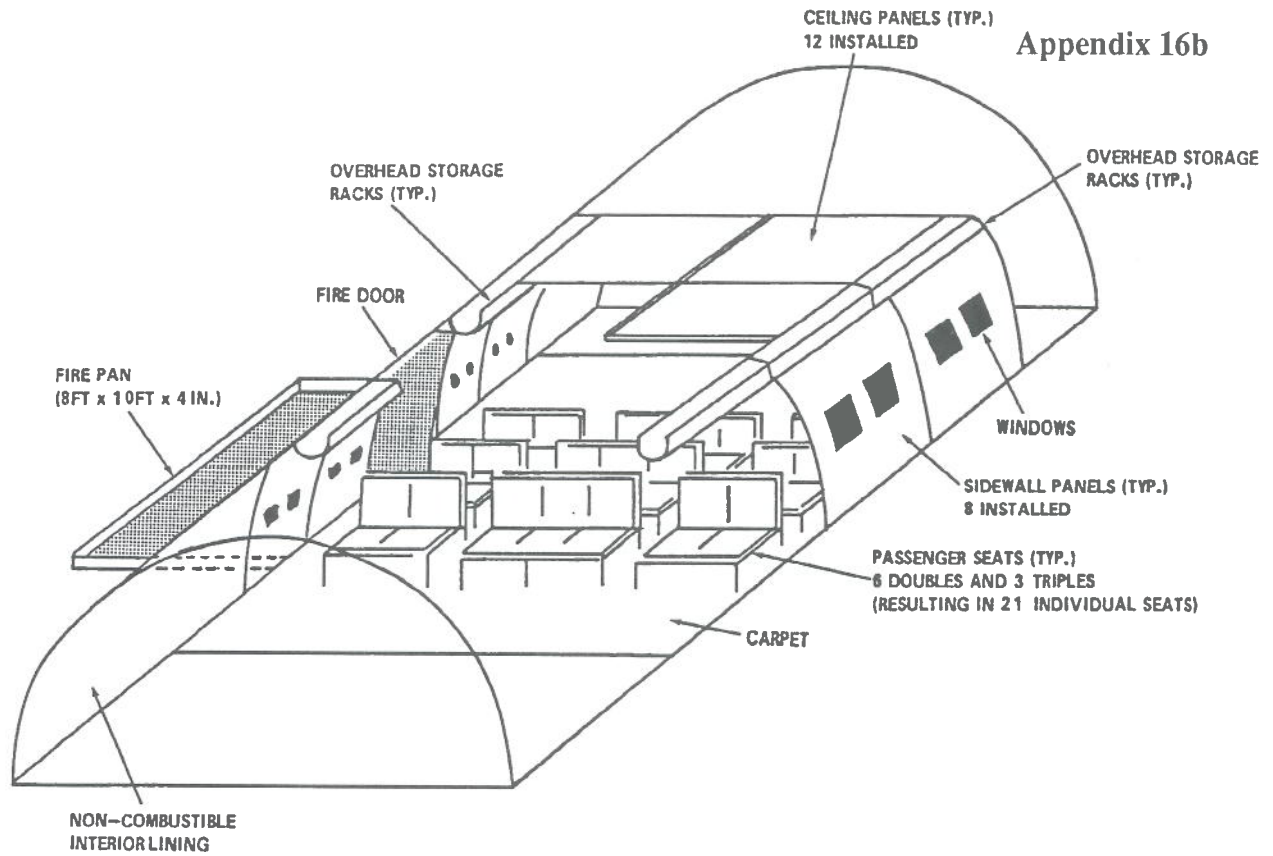 CEILING PANELS (TYP.)
12 INSTALLED
Appendix 16b
OVERHEAD STORAGE
RACKS (TYP.)
OVERHEAD STORAGE
RACKS (TYP.)
FIRE DOOR
FIRE PAN
(8FT x 10FT x 4 IN.)
WINDOWS
SIDEWALL PANELS (TYP.)
8 INSTALLED
PASSENGER SEATS (TYP.)
6 DOUBLES AND 3 TRIPLES
(RESULTING IN 21 INDIVIDUAL SEATS)
CARPET
NON-COMBUSTIBLE
INTERIOR LINING